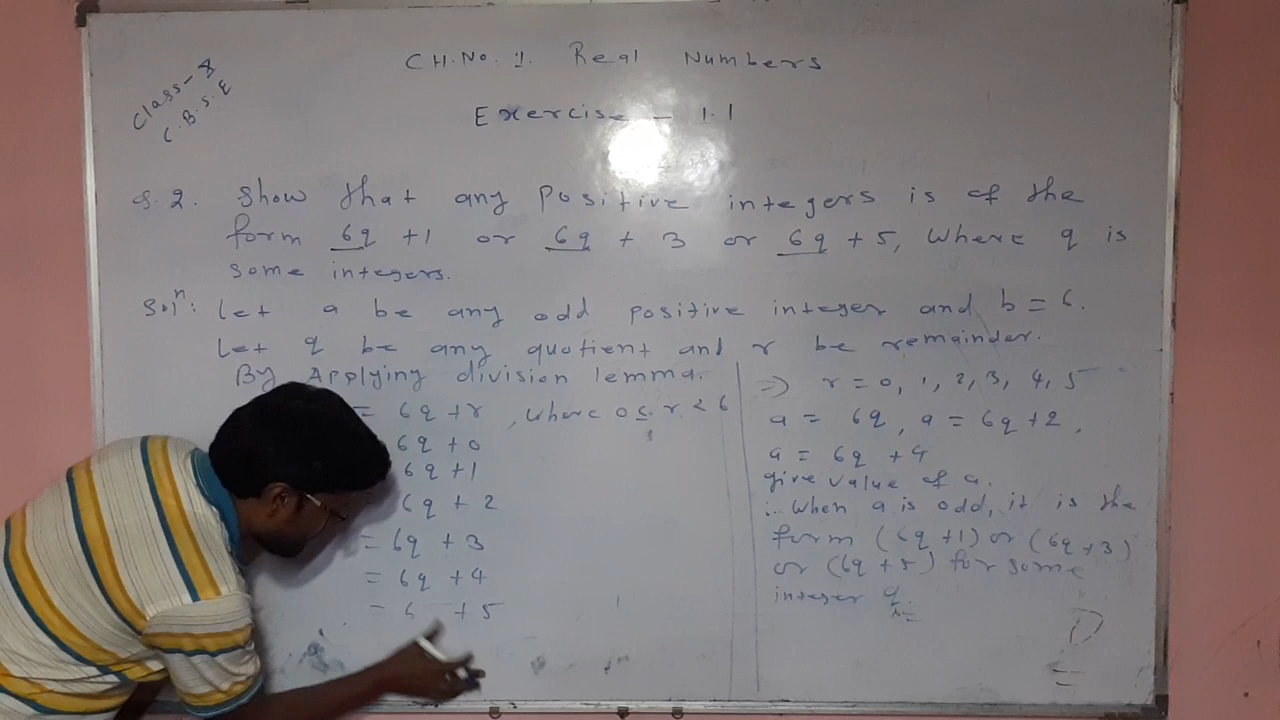 CH.No. 1. Real Numbers
Class-X
C.B.S.E
Exercise - 1.1
Q.2. Show that any Positive integers is of the
form 6q +1 or 6q + 3 or 6q + 5, Where q is
some integers.
Solⁿ: Let a be any odd positive integer and b = 6.
Let q be any quotient and r be remainder.
By Applying division lemma.
= 6q + r, where 0 ≤ r < 6
6q + 0
6q + 1
6q + 2
= 6q + 3
= 6q + 4
= 6 + 5
=> r = 0, 1, 2, 3, 4, 5
a = 6q, a = 6q + 2,
a = 6q + 4
give value of a.
∴ When a is odd, it is the
form (6q +1) or (6q +3)
or (6q + 5) for some
integer q.